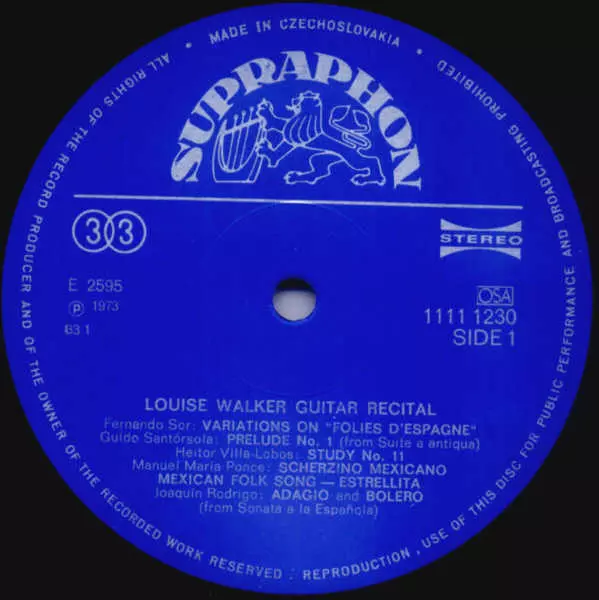 ALL RIGHTS OF THE RECORD PRODUCER AND OF THE OWNER OF THE RECORDED WORK RESERVED : REPRODUCTION, USE OF THIS DISC FOR PUBLIC PERFORMANCE AND BROADCASTING PROHIBITED
• MADE IN CZECHOSLOVAKIA •
SUPRAPHON
33
STEREO
E 2595
℗ 1973
83 1
OSA
1111 1230
SIDE 1
LOUISE WALKER GUITAR RECITAL
Fernando Sor: VARIATIONS ON "FOLIES D'ESPAGNE"
Guido Santórsola: PRELUDE No. 1 (from Suite a antiqua)
Heitor Villa-Lobos: STUDY No. 11
Manuel María Ponce: SCHERZINO MEXICANO
MEXICAN FOLK SONG — ESTRELLITA
Joaquín Rodrigo: ADAGIO and BOLERO
(from Sonata a la Española)